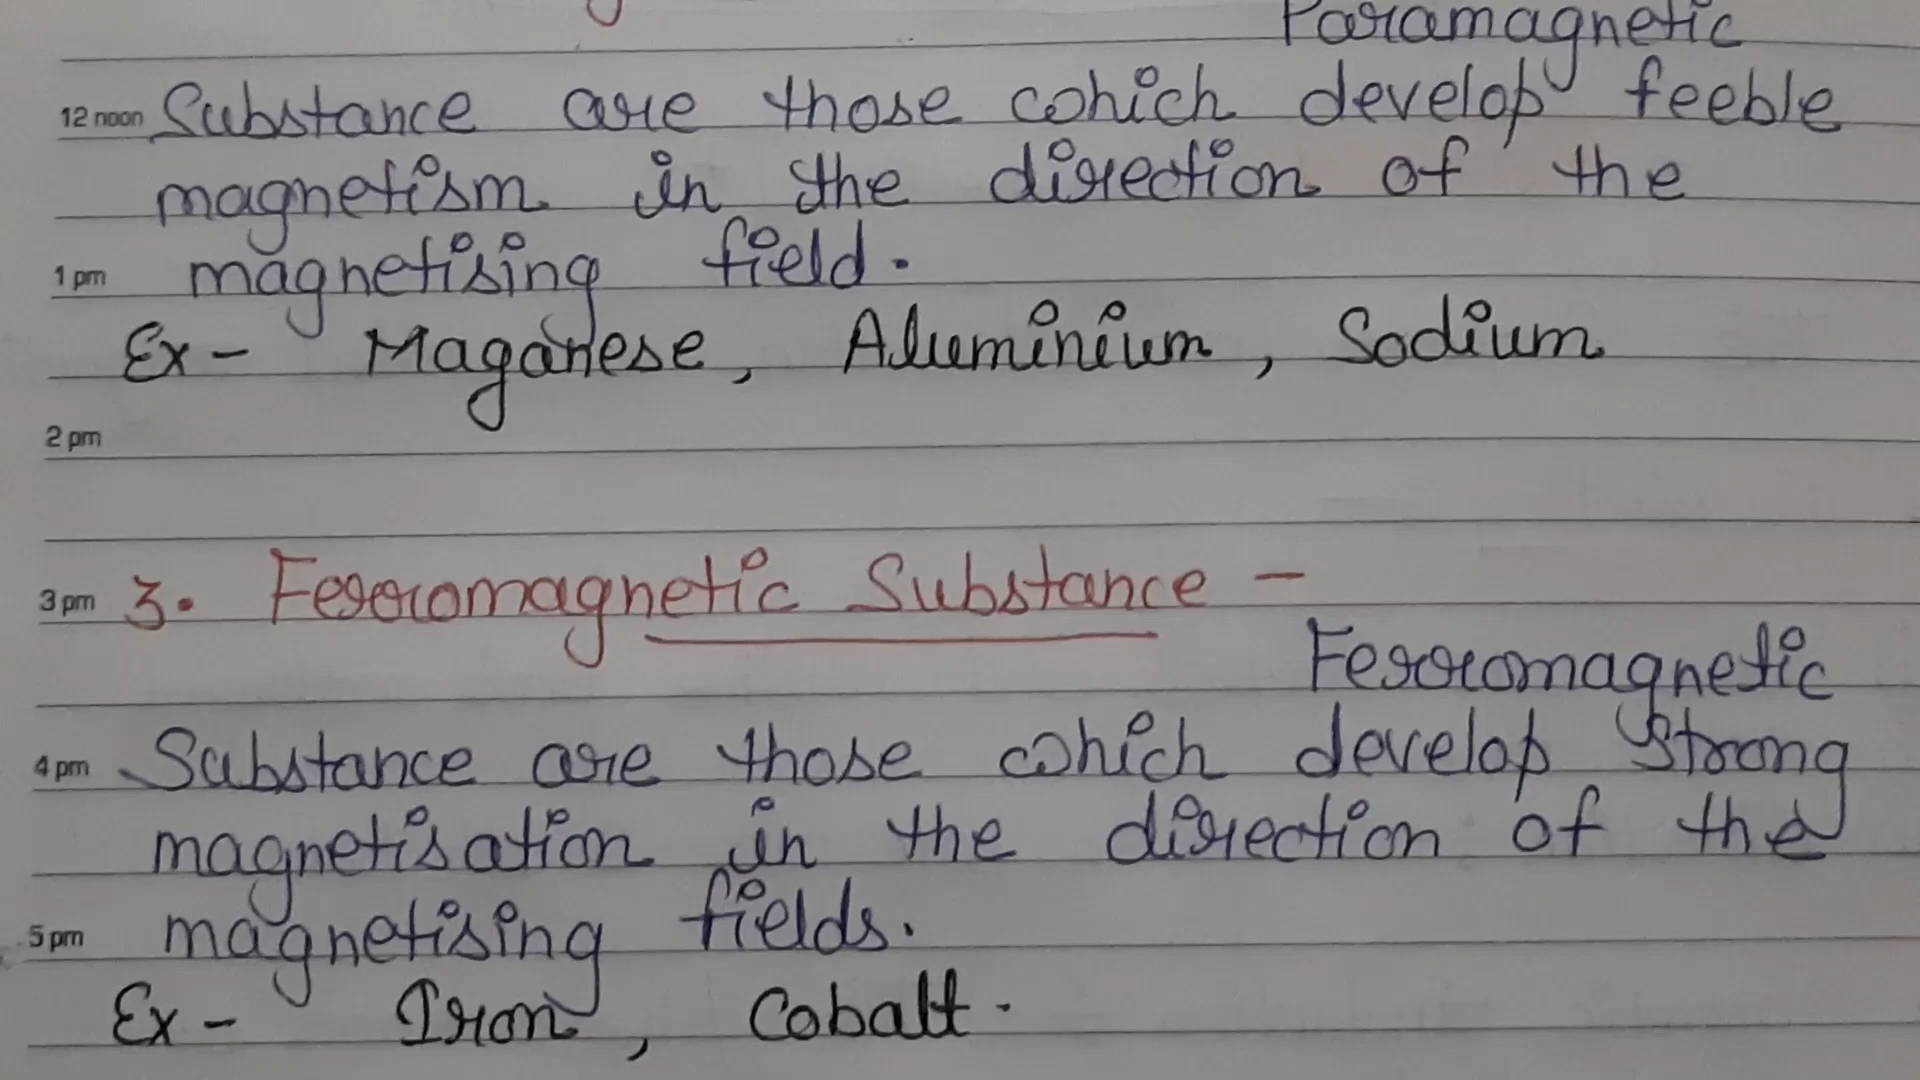 Paramagnetic
12 noon Substance are those which develop feeble
magnetism in the direction of the
1 pm magnetising field.
Ex - Maganese, Aluminium, Sodium
2 pm
3 pm 3. Ferromagnetic Substance -
Ferromagnetic
4 pm Substance are those which develop strong
magnetisation in the direction of the
5 pm magnetising fields.
Ex - Iron, Cobalt.